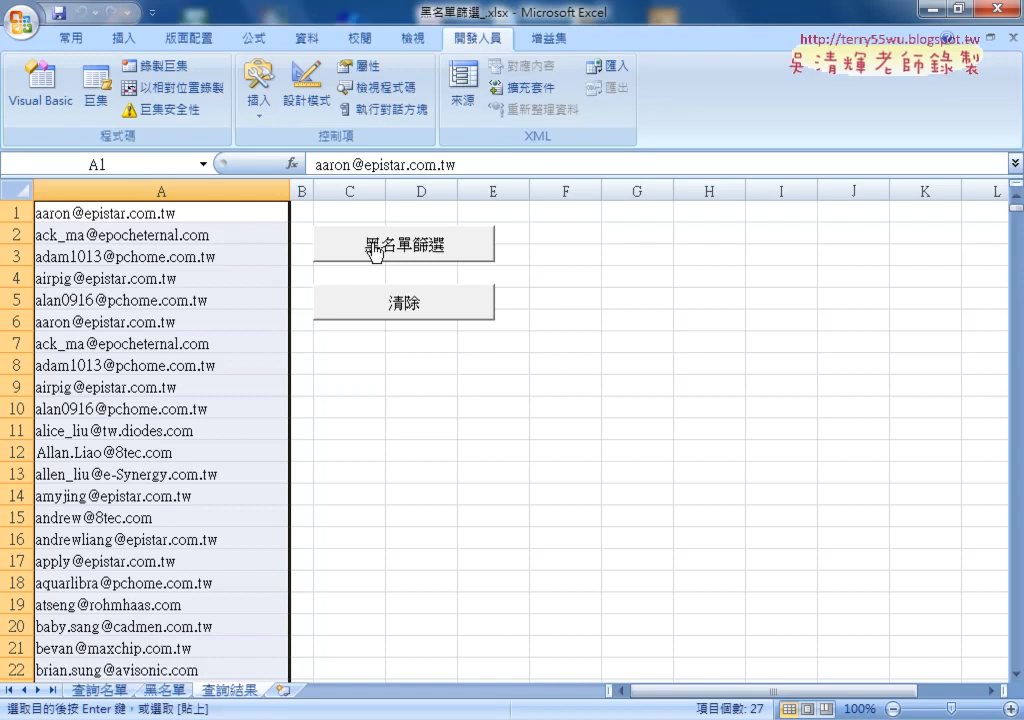 黑名單篩選_.xlsx - Microsoft Excel
常用 插入 版面配置 公式 資料 校閱 檢視 開發人員 增益集
http://terry55wu.blogspot.tw
吳清輝老師錄製
Visual Basic 巨集 錄製巨集 以相對位置錄製 巨集安全性 程式碼
插入 設計模式 屬性 檢視程式碼 執行對話方塊 控制項
來源 對應內容 擴充套件 重新整理資料 匯入 匯出 XML
A1 fx aaron@epistar.com.tw
A B C D E F G H I J K L
1 aaron@epistar.com.tw
2 ack_ma@epocheternal.com 黑名單篩選
3 adam1013@pchome.com.tw
4 airpig@epistar.com.tw
5 alan0916@pchome.com.tw 清除
6 aaron@epistar.com.tw
7 ack_ma@epocheternal.com
8 adam1013@pchome.com.tw
9 airpig@epistar.com.tw
10 alan0916@pchome.com.tw
11 alice_liu@tw.diodes.com
12 Allan.Liao@8tec.com
13 allen_liu@e-Synergy.com.tw
14 amyjing@epistar.com.tw
15 andrew@8tec.com
16 andrewliang@epistar.com.tw
17 apply@epistar.com.tw
18 aquarlibra@pchome.com.tw
19 atseng@rohmhaas.com
20 baby.sang@cadmen.com.tw
21 bevan@maxchip.com.tw
22 brian.sung@avisonic.com
查詢名單 黑名單 查詢結果
選取目的後按 Enter 鍵，或選取 [貼上] 項目個數: 27 100%